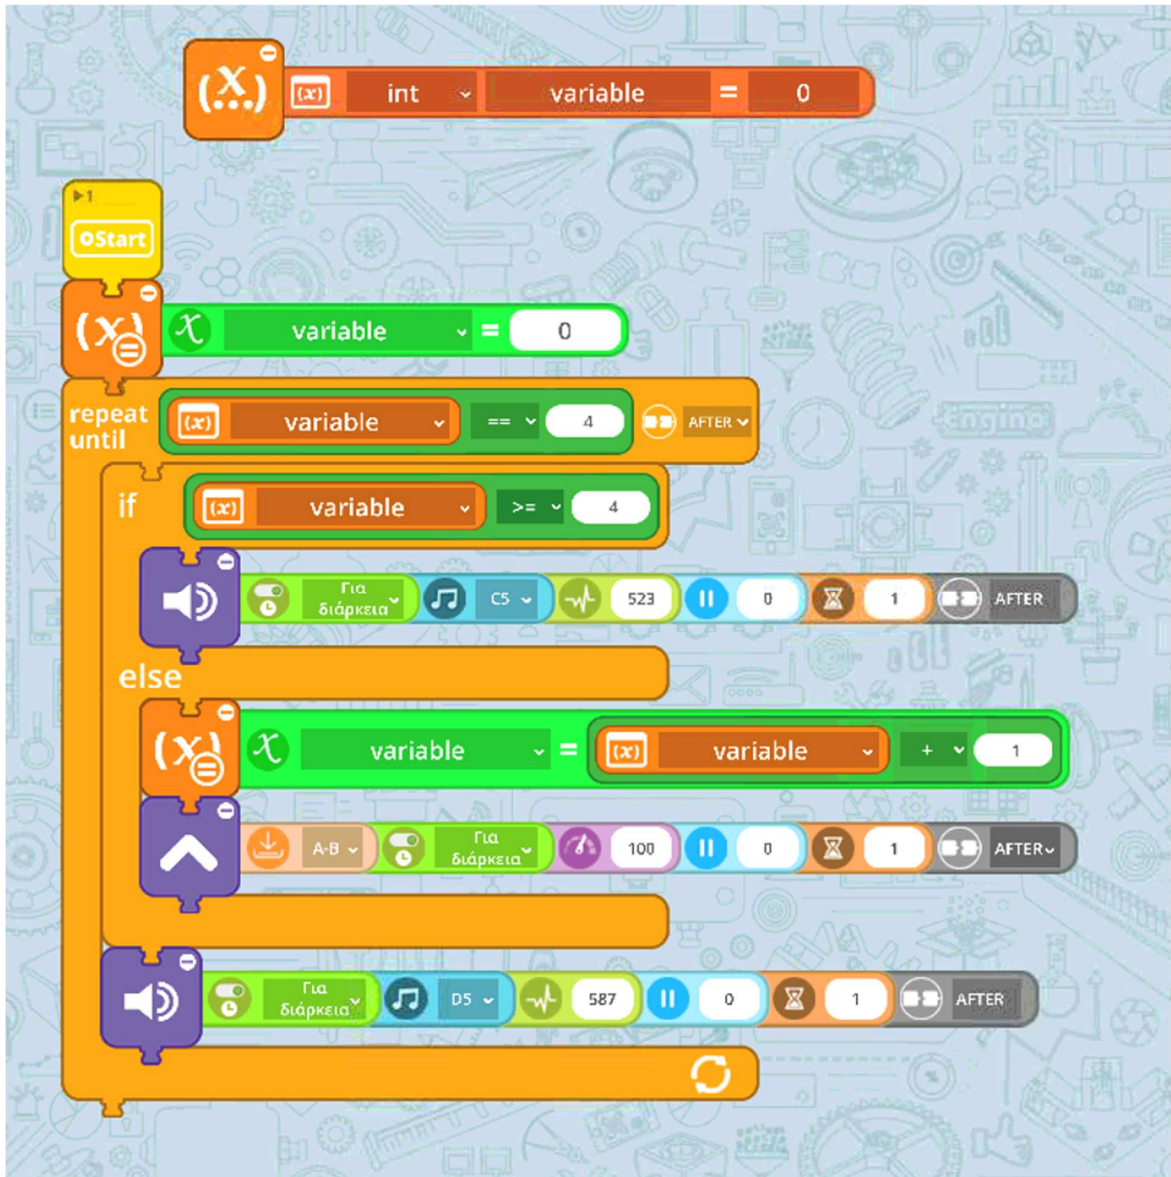 (x) int variable = 0
1
Start
(x) x variable = 0
repeat until (x) variable == 4 AFTER
if (x) variable >= 4
Για διάρκεια C5 523 0 1 AFTER
else
(x) x variable = (x) variable + 1
A-B Για διάρκεια 100 0 1 AFTER
Για διάρκεια D5 587 0 1 AFTER
engino